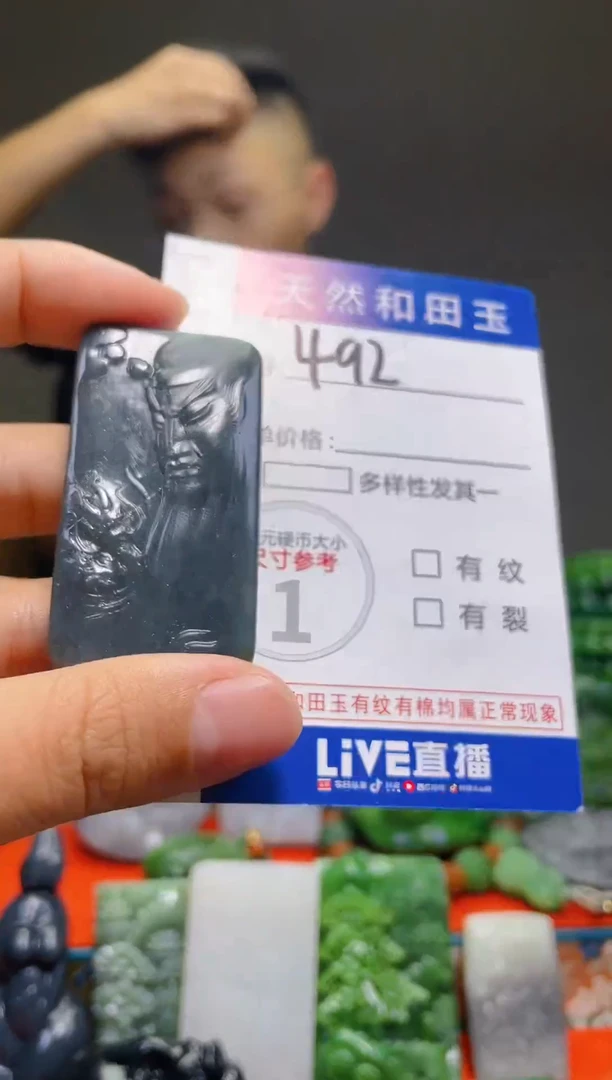 天然和田玉
492
单价格:
多样性发其一
元硬币大小
尺寸参考
1
有纹
有裂
和田玉有纹有棉均属正常现象
LiVE直播